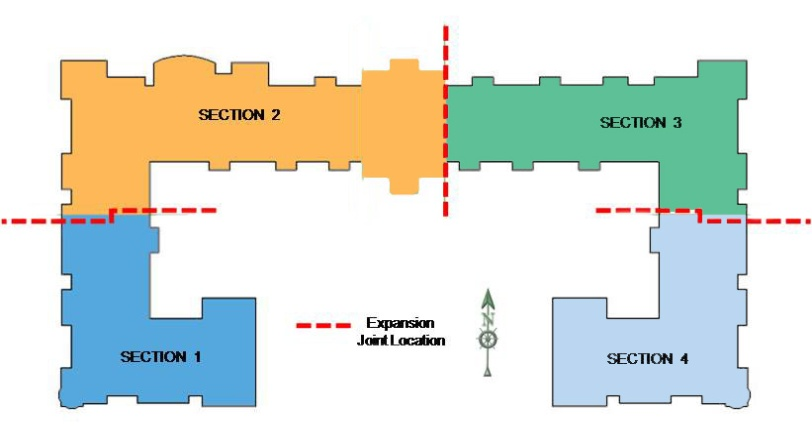 SECTION 2
SECTION 3
N
Expansion
Joint Location
SECTION 1
SECTION 4